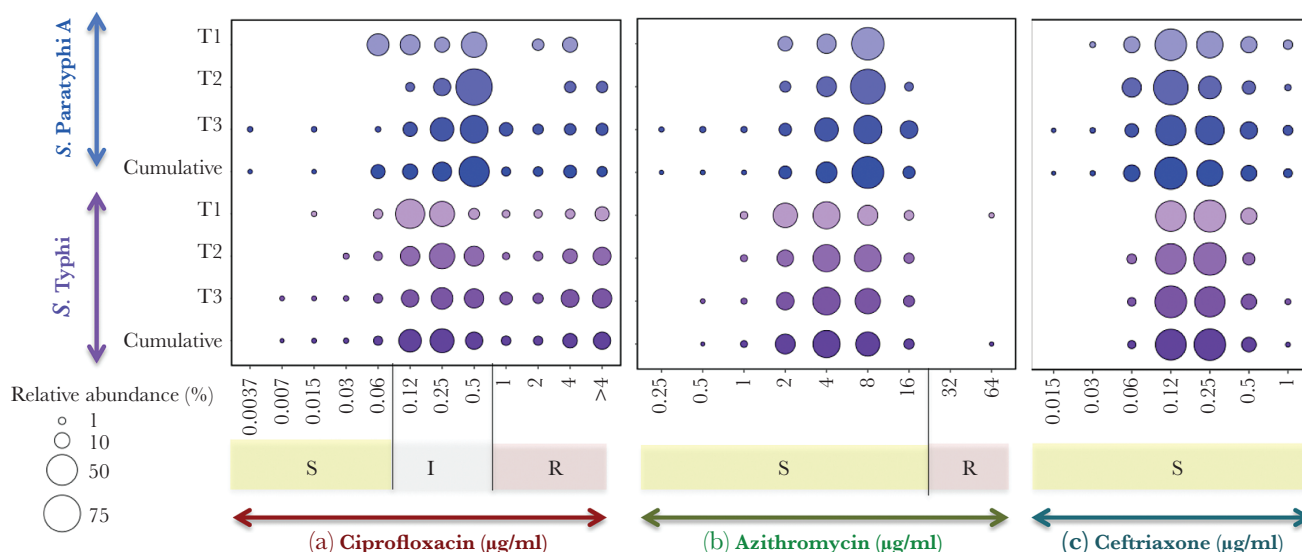 S. Paratyphi A
T1
T2
T3
Cumulative
S. Typhi
T1
T2
T3
Cumulative
Relative abundance (%)
1
10
50
75
0.0037
0.007
0.015
0.03
0.06
0.12
0.25
0.5
1
2
4
>4
S
I
R
(a) Ciprofloxacin (µg/ml)
0.25
0.5
1
2
4
8
16
32
64
S
R
(b) Azithromycin (µg/ml)
0.015
0.03
0.06
0.12
0.25
0.5
1
S
(c) Ceftriaxone (µg/ml)